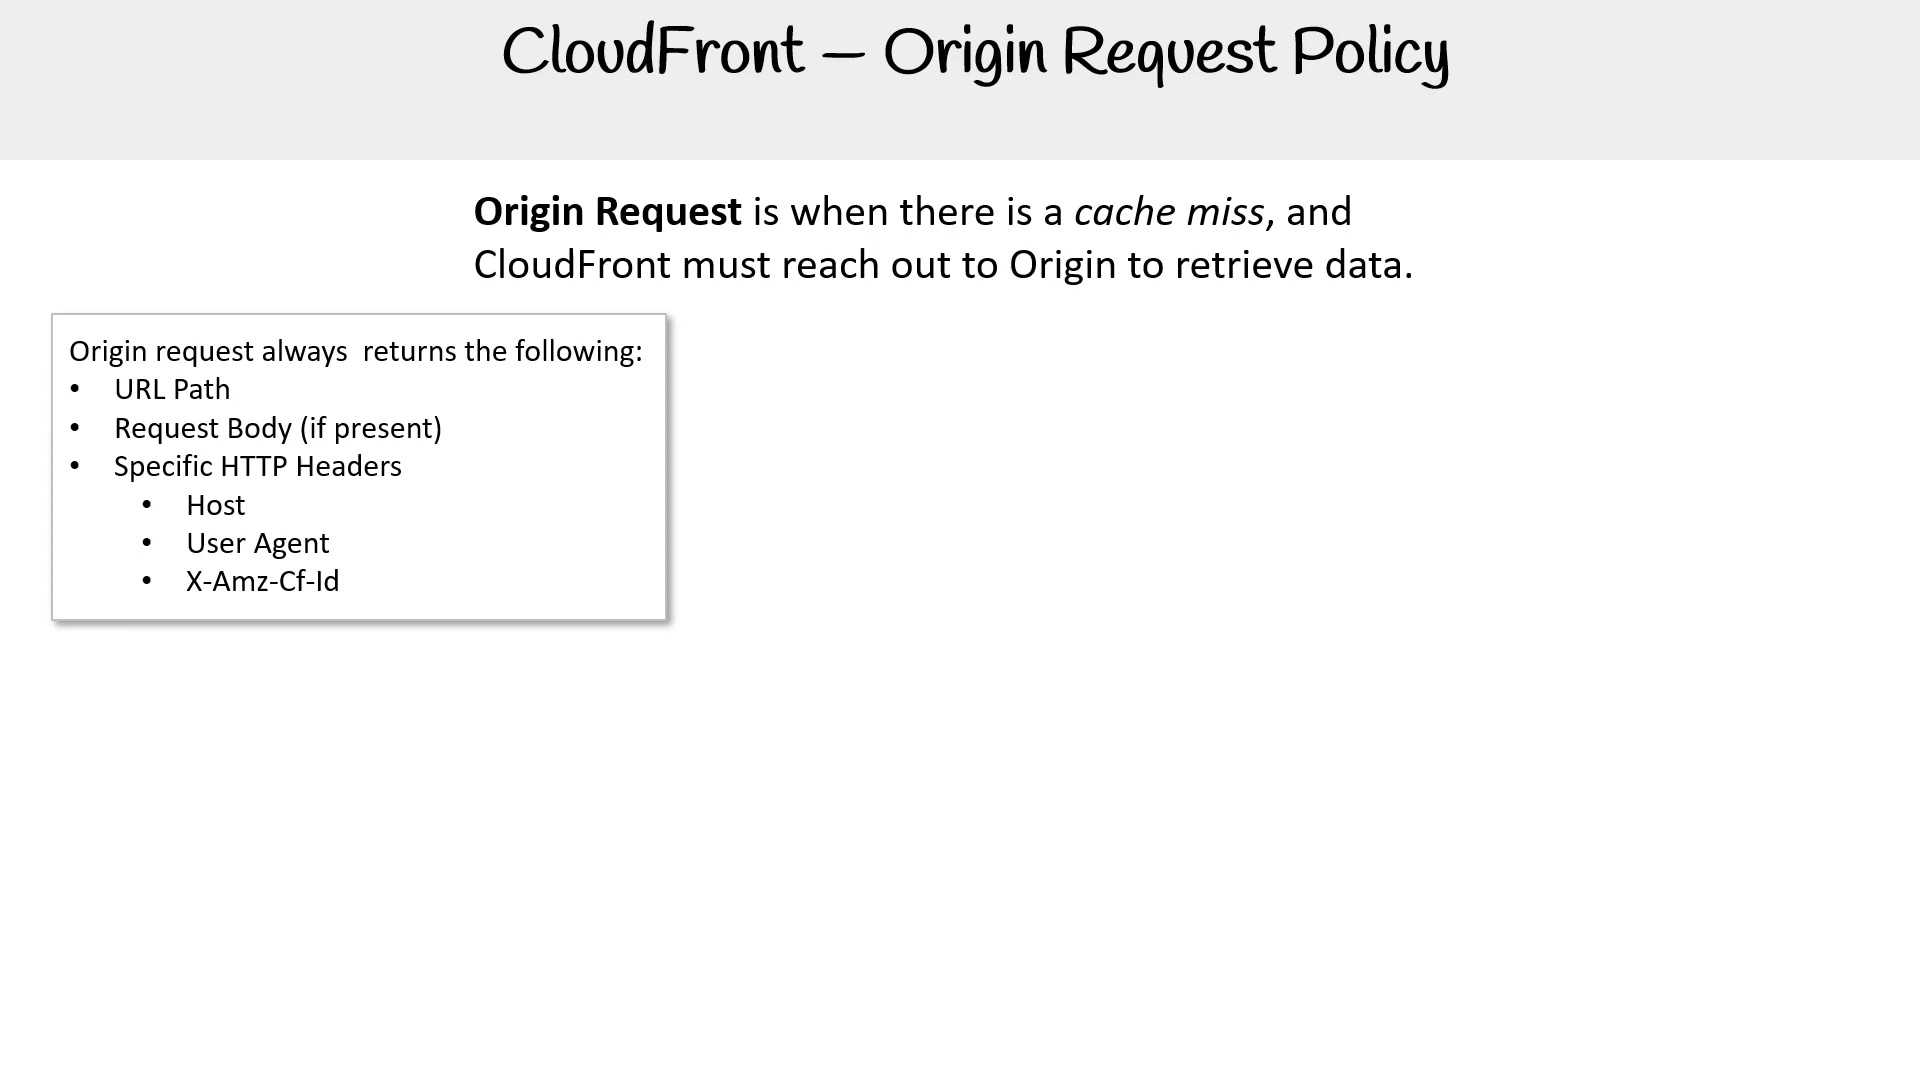 CloudFront – Origin Request Policy
Origin Request is when there is a cache miss, and
CloudFront must reach out to Origin to retrieve data.
Origin request always  returns the following:
• URL Path
• Request Body (if present)
• Specific HTTP Headers
• Host
• User Agent
• X-Amz-Cf-Id